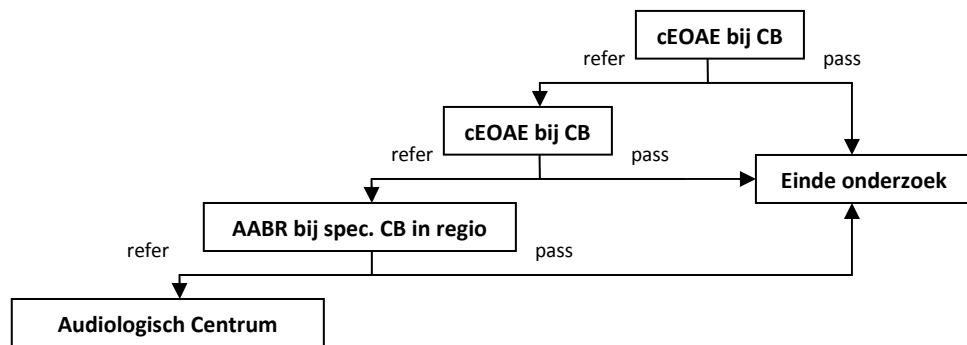 cEOAE bij CB
refer
pass
cEOAE bij CB
refer
pass
Einde onderzoek
AABR bij spec. CB in regio
refer
pass
Audiologisch Centrum